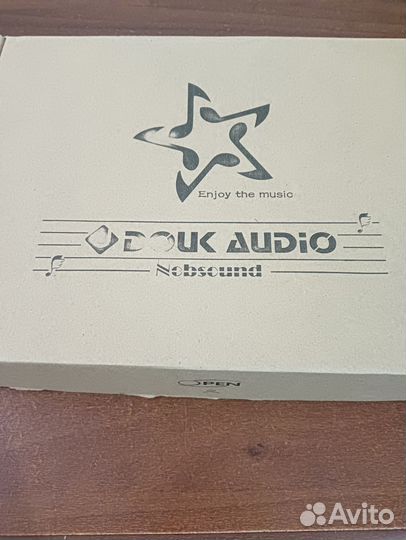 Enjoy the music
DOUK AUDIO
Nobsound
OPEN
Avito